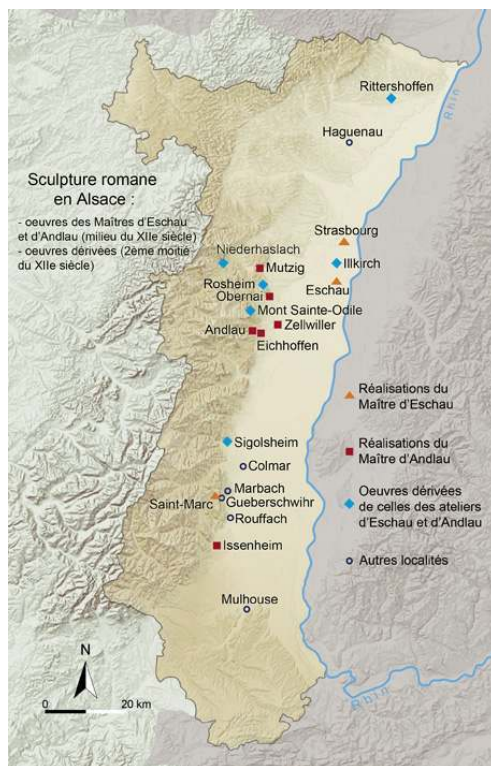 Rittershoffen
Rhin
Haguenau
Sculpture romane
en Alsace :
- oeuvres des Maîtres d'Eschau
et d'Andlau (milieu du XIIe siècle)
- oeuvres dérivées (2ème moitié
du XIIe siècle)
Strasbourg
Niederhaslach
Mutzig
Illkirch
Rosheim
Obernai
Eschau
Mont Sainte-Odile
Andlau
Zellwiller
Eichhoffen
Réalisations du
Maître d'Eschau
Réalisations du
Maître d'Andlau
Sigolsheim
Colmar
Oeuvres dérivées
de celles des ateliers
d'Eschau et d'Andlau
Marbach
Saint-Marc
Gueberschwihr
Rouffach
Issenheim
Autres localités
Mulhouse
N
0 20 km
Rhin